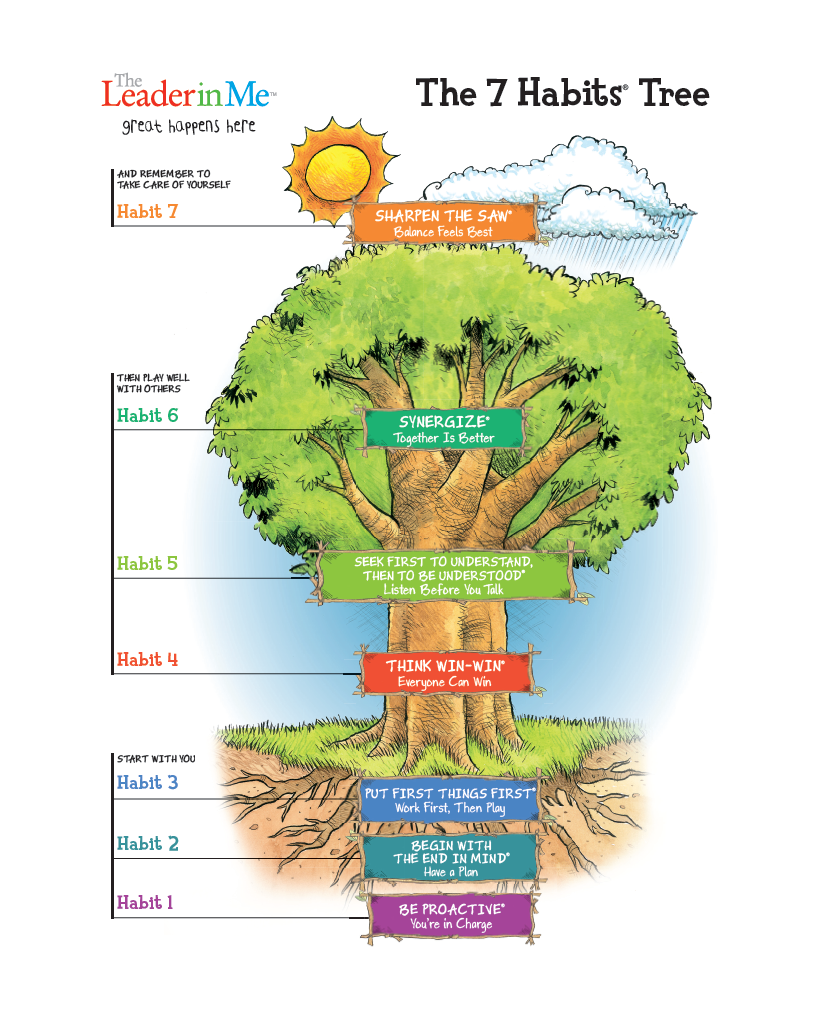 The
LeaderinMe™
great happens here
The 7 Habits® Tree
AND REMEMBER TO
TAKE CARE OF YOURSELF
Habit 7
SHARPEN THE SAW®
Balance Feels Best
THEN PLAY WELL
WITH OTHERS
Habit 6
SYNERGIZE®
Together Is Better
Habit 5
SEEK FIRST TO UNDERSTAND,
THEN TO BE UNDERSTOOD®
Listen Before You Talk
Habit 4
THINK WIN-WIN®
Everyone Can Win
START WITH YOU
Habit 3
PUT FIRST THINGS FIRST®
Work First, Then Play
Habit 2
BEGIN WITH
THE END IN MIND®
Have a Plan
Habit 1
BE PROACTIVE®
You're in Charge